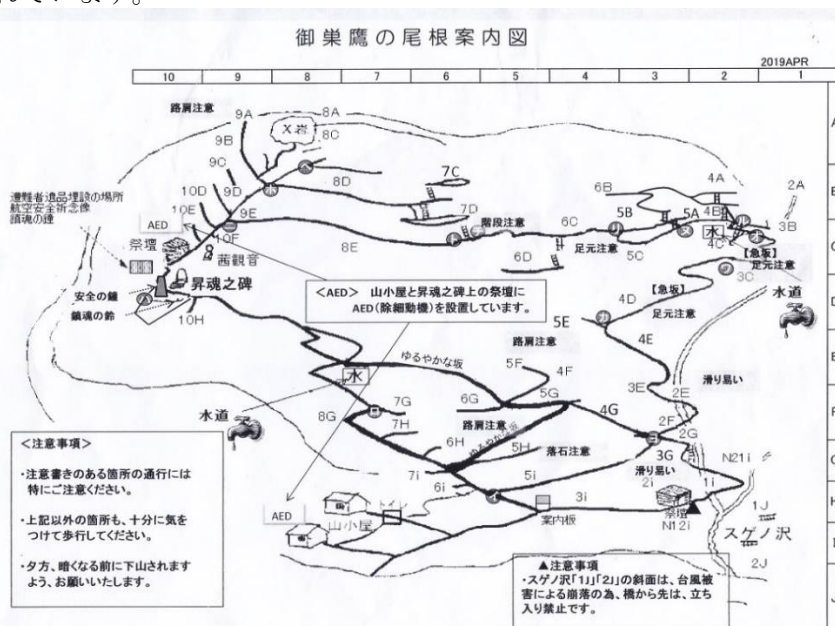 います。
御巣鷹の尾根案内図
2019APR
10 9 8 7 6 5 4 3 2 1
路肩注意
9A
8A
X岩
8C
9B
9C
9D
10D
10E
9E
10F
8D
7C
7D
階段注意
8E
6B
6C
6D
足元注意
5B
5A
5C
4A
4B
4C
水
2A
3B
【急坂】
足元注意
3C
水道
遭難者遺品埋設の場所
航空安全祈念像
鎮魂の鐘
AED
祭壇
茜観音
昇魂之碑
安全の鐘
鎮魂の鈴
10H
<AED> 山小屋と昇魂之碑上の祭壇に
AED(除細動機)を設置しています。
4D
【急坂】
足元注意
5E
4E
路肩注意
ゆるやかな坂
5F
4F
5G
6G
3E
2E
滑り易い
水
水道
8G
7G
7H
路肩注意
ゆるやかな坂
6H
5H
4G
落石注意
2F
2G
3G
滑り易い
N21i
7i
6i
5i
2i
1i
3i
案内板
祭壇
N12i
1J
スゲノ沢
2J
AED
山小屋
トイレ
<注意事項>
・注意書きのある箇所の通行には
特にご注意ください。
・上記以外の箇所も、十分に気を
つけて歩行してください。
・夕方、暗くなる前に下山されます
よう、お願いいたします。
▲注意事項
・スゲノ沢「1J」「2J」の斜面は、台風被
害による崩落の為、橋から先は、立ち
入り禁止です。